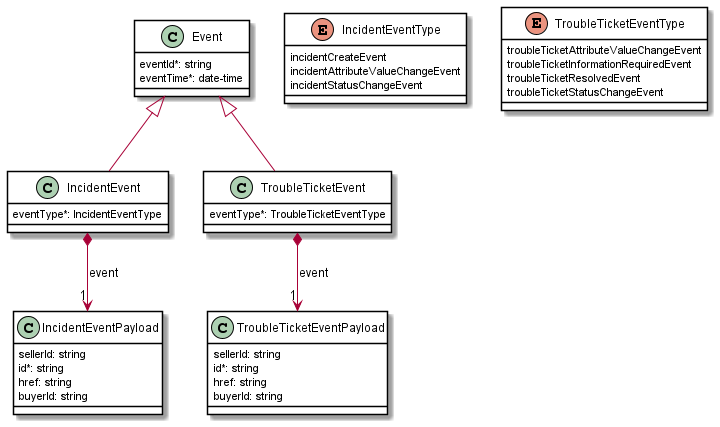 C Event
eventId*: string
eventTime*: date-time
E IncidentEventType
incidentCreateEvent
incidentAttributeValueChangeEvent
incidentStatusChangeEvent
E TroubleTicketEventType
troubleTicketAttributeValueChangeEvent
troubleTicketInformationRequiredEvent
troubleTicketResolvedEvent
troubleTicketStatusChangeEvent
C IncidentEvent
eventType*: IncidentEventType
C TroubleTicketEvent
eventType*: TroubleTicketEventType
event
1
event
1
C IncidentEventPayload
sellerId: string
id*: string
href: string
buyerId: string
C TroubleTicketEventPayload
sellerId: string
id*: string
href: string
buyerId: string